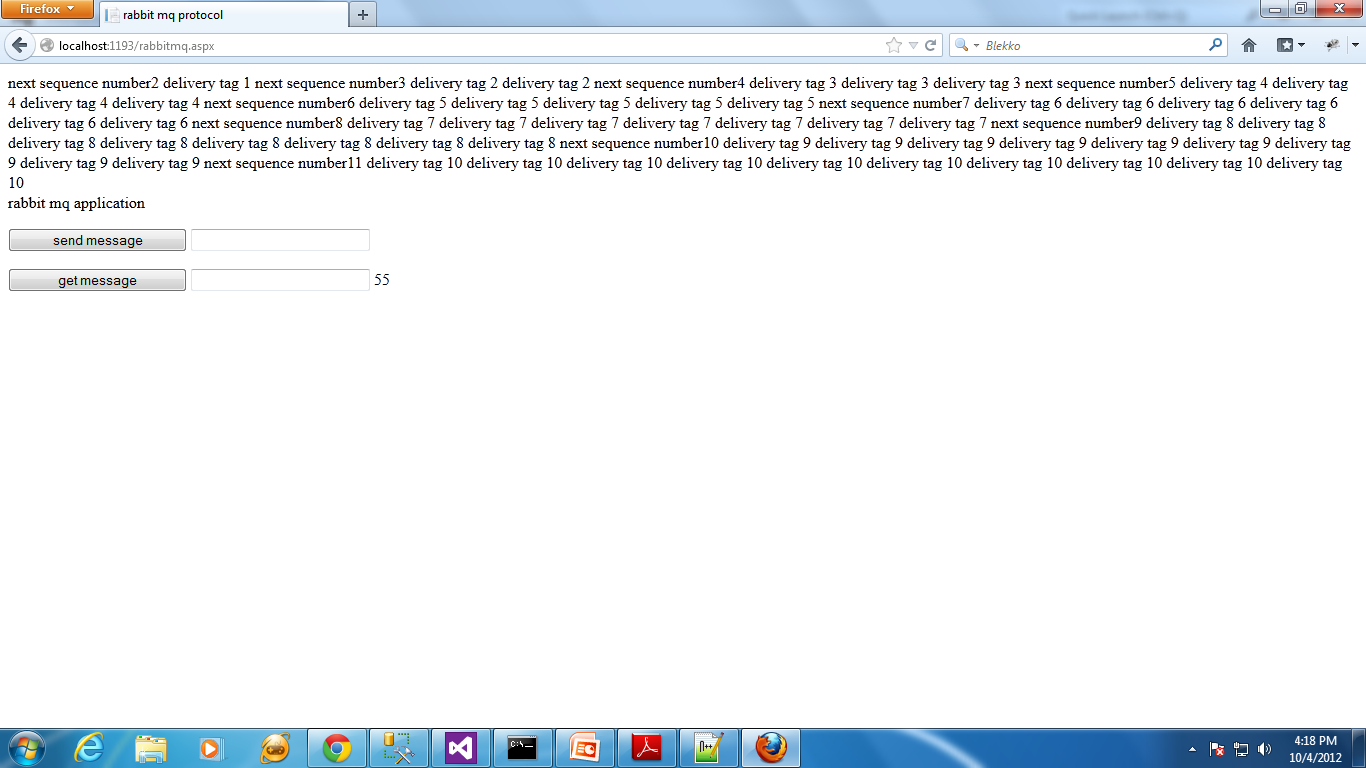 Firefox
rabbit mq protocol
localhost:1193/rabbitmq.aspx
Blekko
next sequence number2 delivery tag 1 next sequence number3 delivery tag 2 delivery tag 2 next sequence number4 delivery tag 3 delivery tag 3 delivery tag 3 next sequence number5 delivery tag 4 delivery tag
4 delivery tag 4 delivery tag 4 next sequence number6 delivery tag 5 delivery tag 5 delivery tag 5 delivery tag 5 delivery tag 5 next sequence number7 delivery tag 6 delivery tag 6 delivery tag 6 delivery tag 6
delivery tag 6 delivery tag 6 next sequence number8 delivery tag 7 delivery tag 7 delivery tag 7 delivery tag 7 delivery tag 7 delivery tag 7 delivery tag 7 next sequence number9 delivery tag 8 delivery tag 8
delivery tag 8 delivery tag 8 delivery tag 8 delivery tag 8 delivery tag 8 delivery tag 8 next sequence number10 delivery tag 9 delivery tag 9 delivery tag 9 delivery tag 9 delivery tag 9 delivery tag 9 delivery tag
9 delivery tag 9 delivery tag 9 next sequence number11 delivery tag 10 delivery tag 10 delivery tag 10 delivery tag 10 delivery tag 10 delivery tag 10 delivery tag 10 delivery tag 10 delivery tag 10 delivery tag
10
rabbit mq application
send message
get message 55
4:18 PM
10/4/2012